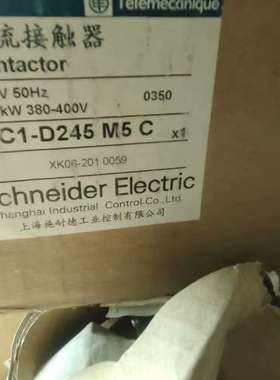 Telemecanique
流接触器
ntactor
V 50Hz
kW 380-400V 0350
C1-D245 M5 C x1
XK06-201 0059
chneider Electric
hanghai Industrial Control Co.,Ltd.
上海施耐德工业控制有限公司